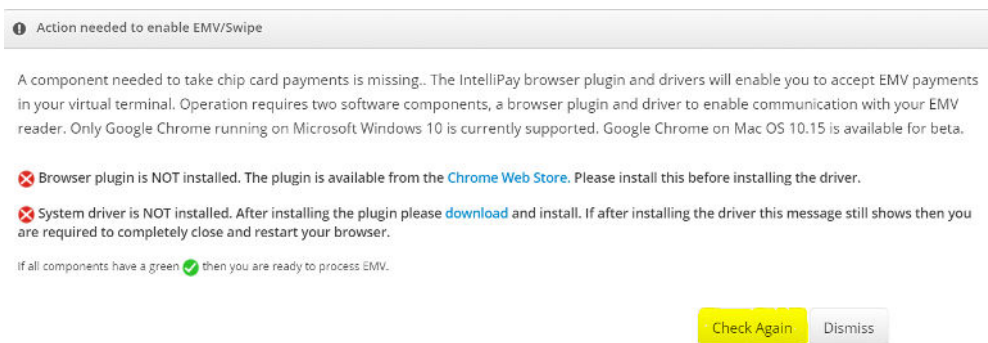 Action needed to enable EMV/Swipe
A component needed to take chip card payments is missing.. The IntelliPay browser plugin and drivers will enable you to accept EMV payments
in your virtual terminal. Operation requires two software components, a browser plugin and driver to enable communication with your EMV
reader. Only Google Chrome running on Microsoft Windows 10 is currently supported. Google Chrome on Mac OS 10.15 is available for beta.
Browser plugin is NOT installed. The plugin is available from the Chrome Web Store. Please install this before installing the driver.
System driver is NOT installed. After installing the plugin please download and install. If after installing the driver this message still shows then you
are required to completely close and restart your browser.
If all components have a green then you are ready to process EMV.
Check Again Dismiss